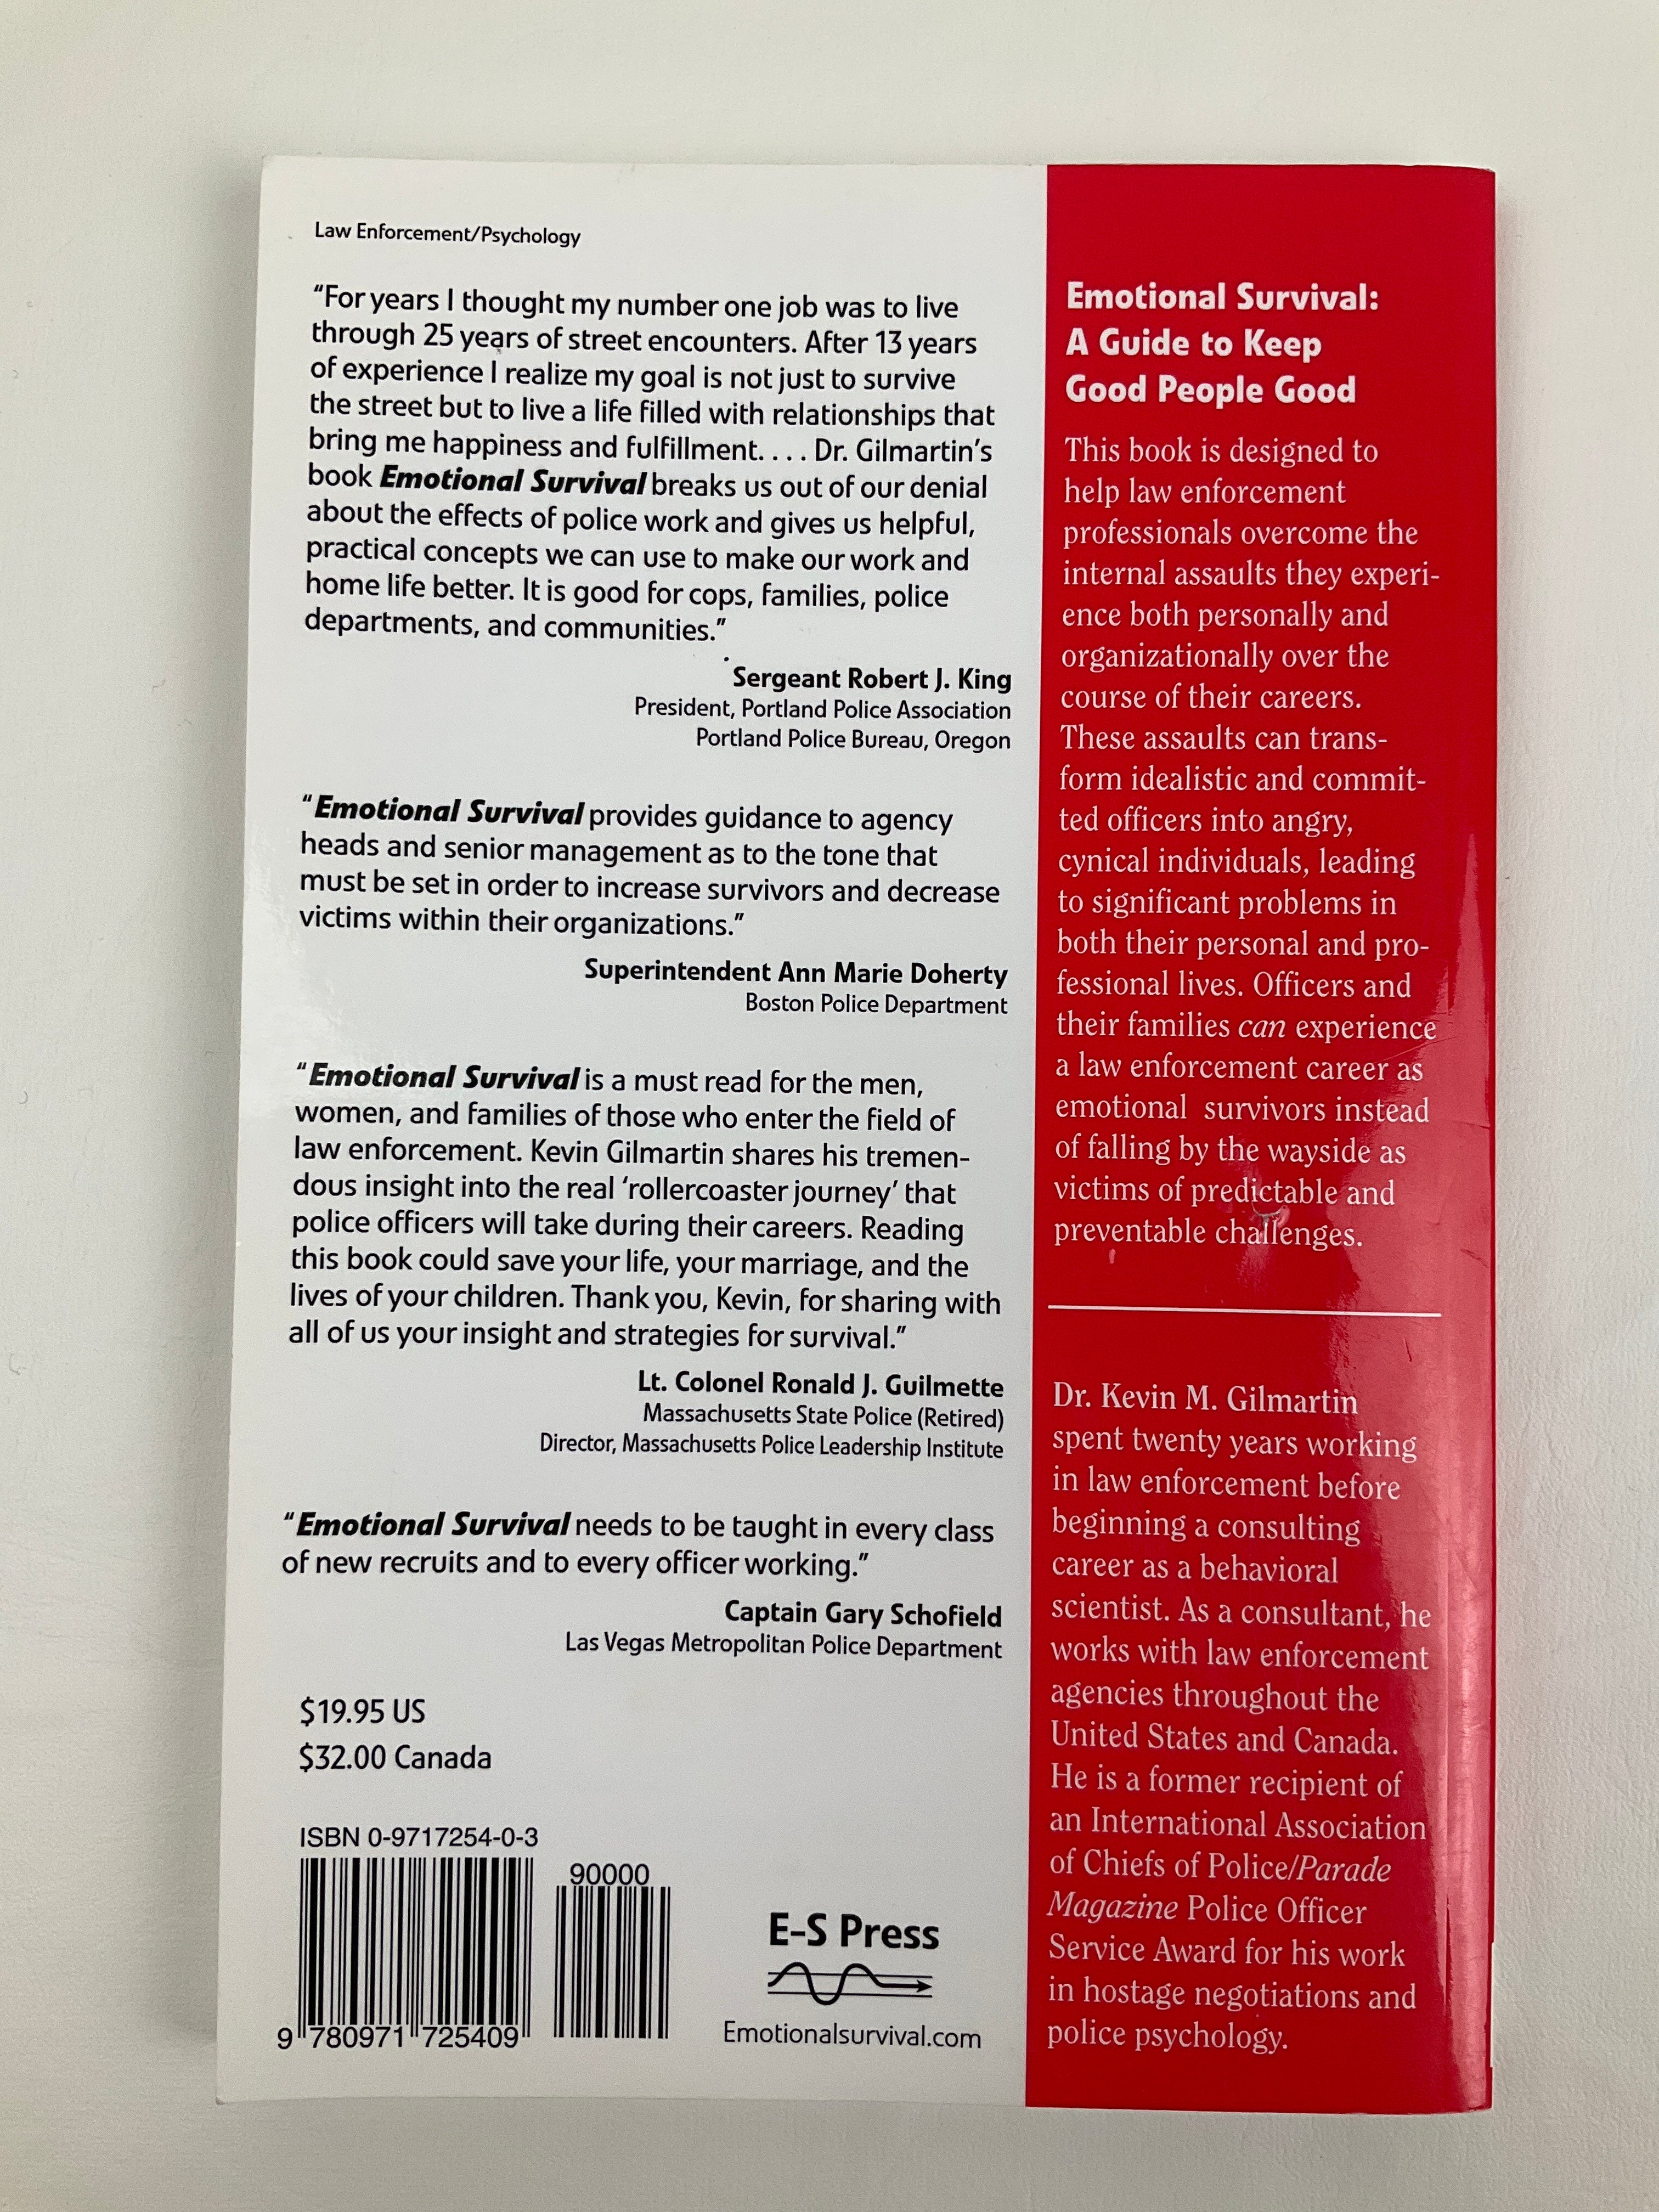 Law Enforcement/Psychology
“For years I thought my number one job was to live
through 25 years of street encounters. After 13 years
of experience I realize my goal is not just to survive
the street but to live a life filled with relationships that
bring me happiness and fulfillment. . . . Dr. Gilmartin’s
book Emotional Survival breaks us out of our denial
about the effects of police work and gives us helpful,
practical concepts we can use to make our work and
home life better. It is good for cops, families, police
departments, and communities.”
Sergeant Robert J. King
President, Portland Police Association
Portland Police Bureau, Oregon
“Emotional Survival provides guidance to agency
heads and senior management as to the tone that
must be set in order to increase survivors and decrease
victims within their organizations.”
Superintendent Ann Marie Doherty
Boston Police Department
“Emotional Survival is a must read for the men,
women, and families of those who enter the field of
law enforcement. Kevin Gilmartin shares his tremen-
dous insight into the real ‘rollercoaster journey’ that
police officers will take during their careers. Reading
this book could save your life, your marriage, and the
lives of your children. Thank you, Kevin, for sharing with
all of us your insight and strategies for survival.”
Lt. Colonel Ronald J. Guilmette
Massachusetts State Police (Retired)
Director, Massachusetts Police Leadership Institute
“Emotional Survival needs to be taught in every class
of new recruits and to every officer working.”
Captain Gary Schofield
Las Vegas Metropolitan Police Department
$19.95 US
$32.00 Canada
ISBN 0-9717254-0-3
90000
9 780971 725409
E-S Press
Emotionalsurvival.com
Emotional Survival:
A Guide to Keep
Good People Good
This book is designed to
help law enforcement
professionals overcome the
internal assaults they experi-
ence both personally and
organizationally over the
course of their careers.
These assaults can trans-
form idealistic and commit-
ted officers into angry,
cynical individuals, leading
to significant problems in
both their personal and pro-
fessional lives. Officers and
their families can experience
a law enforcement career as
emotional survivors instead
of falling by the wayside as
victims of predictable and
preventable challenges.
Dr. Kevin M. Gilmartin
spent twenty years working
in law enforcement before
beginning a consulting
career as a behavioral
scientist. As a consultant, he
works with law enforcement
agencies throughout the
United States and Canada.
He is a former recipient of
an International Association
of Chiefs of Police/Parade
Magazine Police Officer
Service Award for his work
in hostage negotiations and
police psychology.